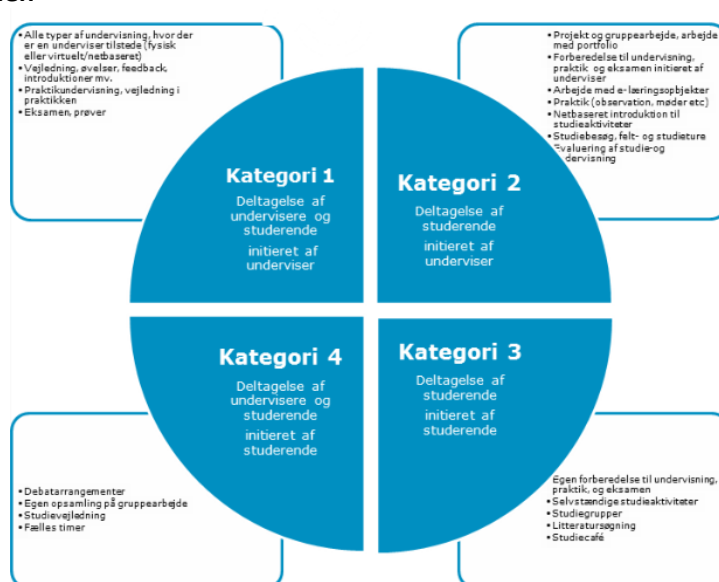 • Alle typer af undervisning, hvor der
er en underviser tilstede (fysisk
eller virtuelt/netbaseret)
• Vejledning, øvelser, feedback,
introduktioner mv.
• Praktikundervisning, vejledning i
praktikken
• Eksamen, prøver
• Projekt og gruppearbejde, arbejde
med portfolio
• Forberedelse til undervisning,
praktik og eksamen initieret af
underviser
• Arbejde med e-læringsobjekter
• Praktik (observation, møder etc)
• Netbaseret introduktion til
studieaktiviteter
• Studiebesøg, felt- og studieture
Evaluering af studie-og
dervisning
Kategori 1
Deltagelse af
undervisere og
studerende
initieret af
underviser
Kategori 2
Deltagelse af
studerende
initieret af
underviser
Kategori 4
Deltagelse af
undervisere og
studerende
initieret af
studerende
Kategori 3
Deltagelse af
studerende
initieret af
studerende
• Debatarrangementer
• Egen opsamling på gruppearbejde
• Studievejledning
• Fælles timer
Egen forberedelse til undervisning,
praktik, og eksamen
• Selvstændige studieaktiviteter
• Studiegrupper
• Litteratursøgning
• Studiecafé